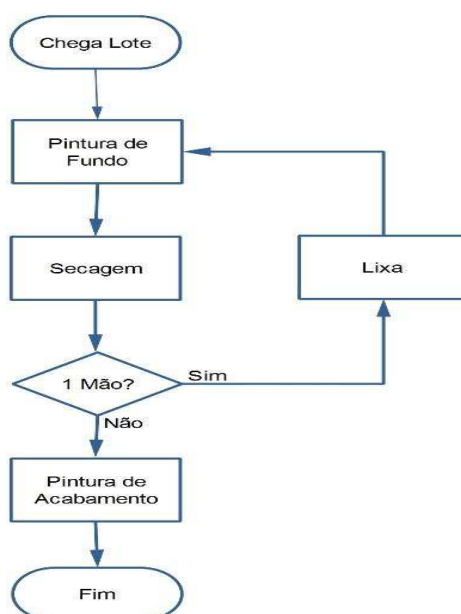 Chega Lote
Pintura de
Fundo
Secagem
Lixa
1 Mão?
Sim
Não
Pintura de
Acabamento
Fim